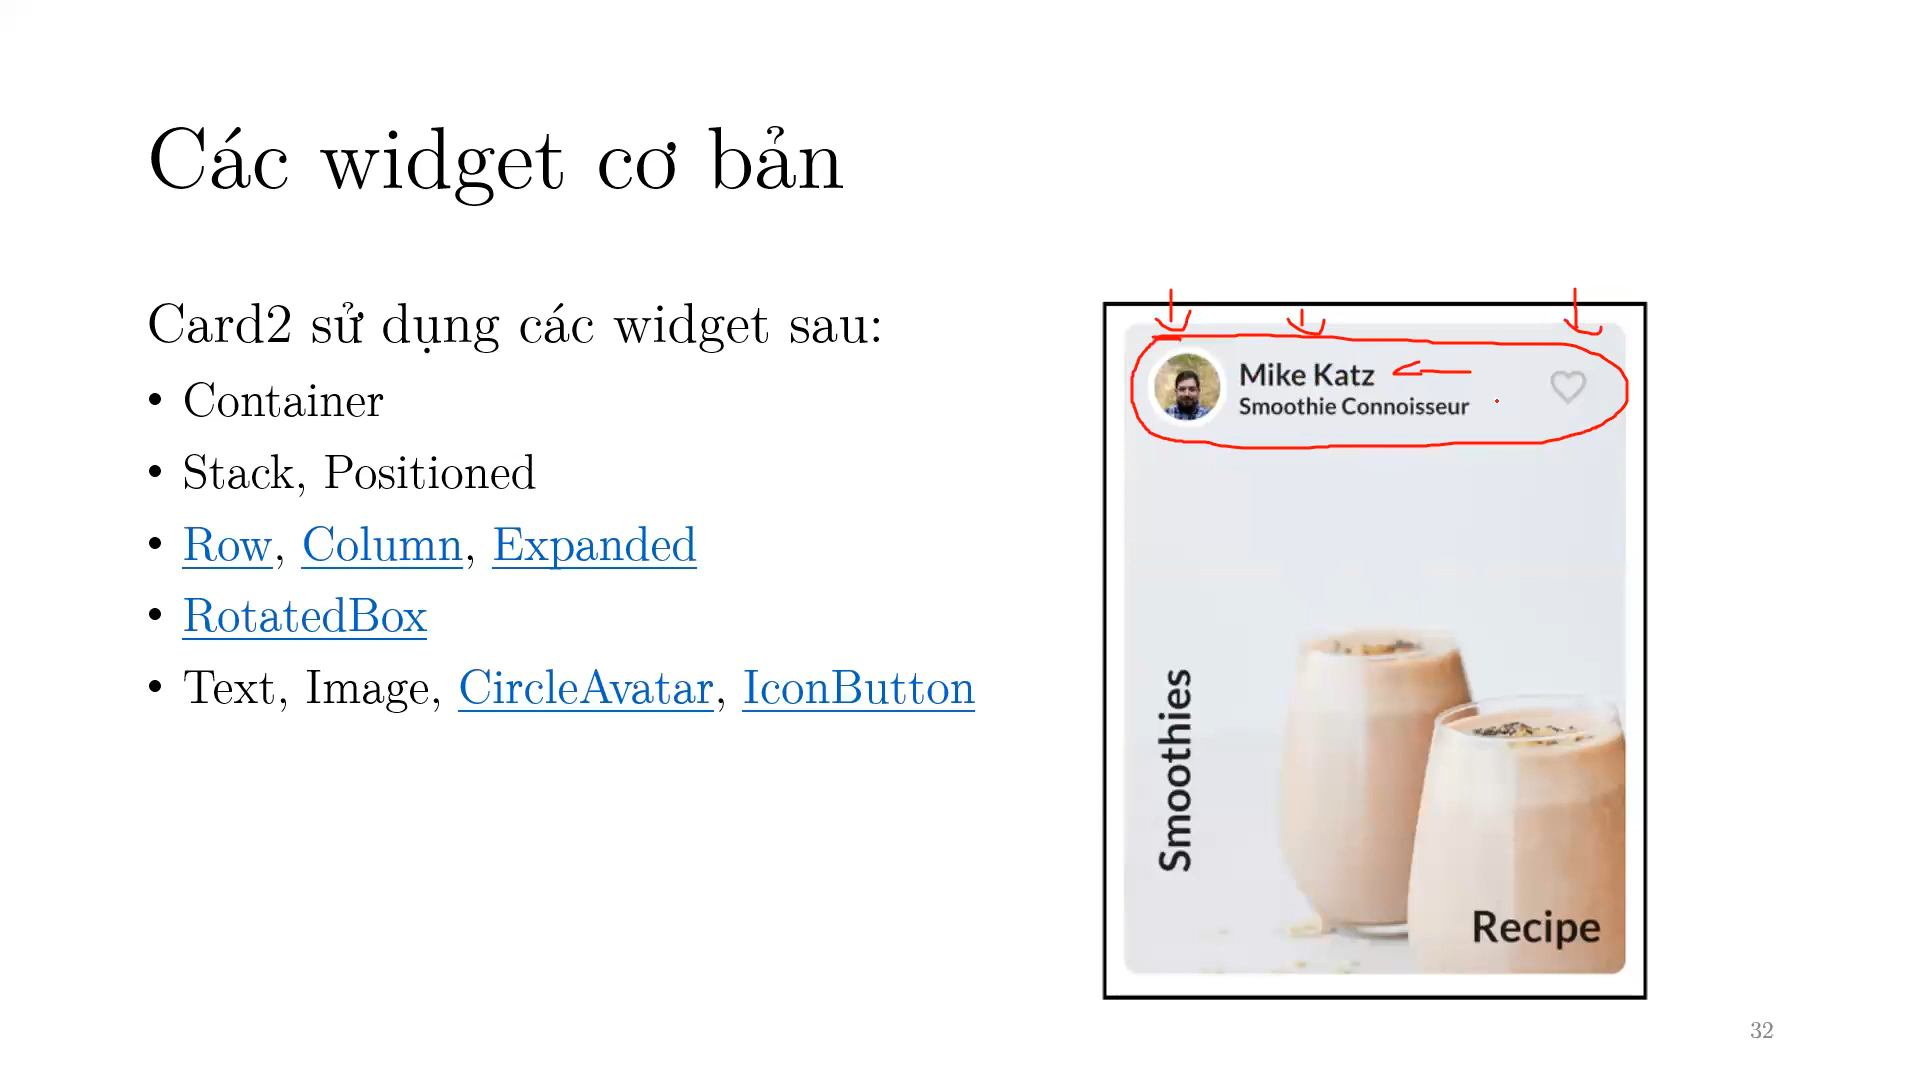 Các widget cơ bản
Card2 sử dụng các widget sau:
• Container
• Stack, Positioned
• Row, Column, Expanded
• RotatedBox
• Text, Image, CircleAvatar, IconButton
Mike Katz
Smoothie Connoisseur
Smoothies
Recipe
32